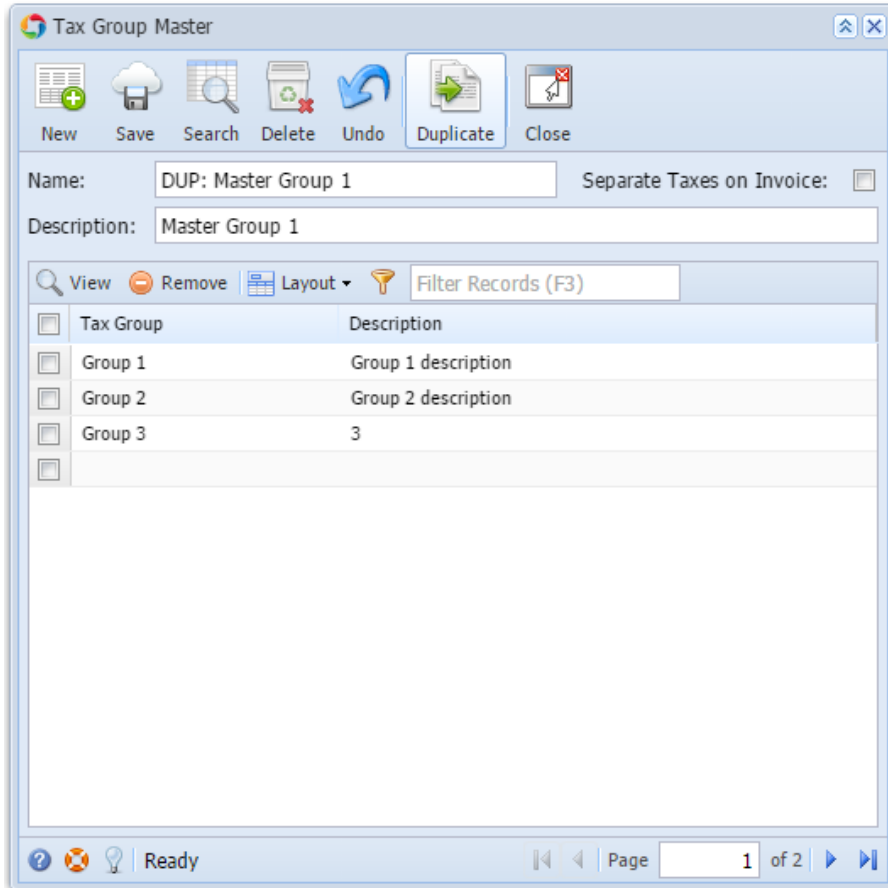 Tax Group Master
New Save Search Delete Undo Duplicate Close
Name: DUP: Master Group 1 Separate Taxes on Invoice:
Description: Master Group 1
View Remove Layout Filter Records (F3)
Tax Group Description
Group 1 Group 1 description
Group 2 Group 2 description
Group 3 3
Ready Page 1 of 2